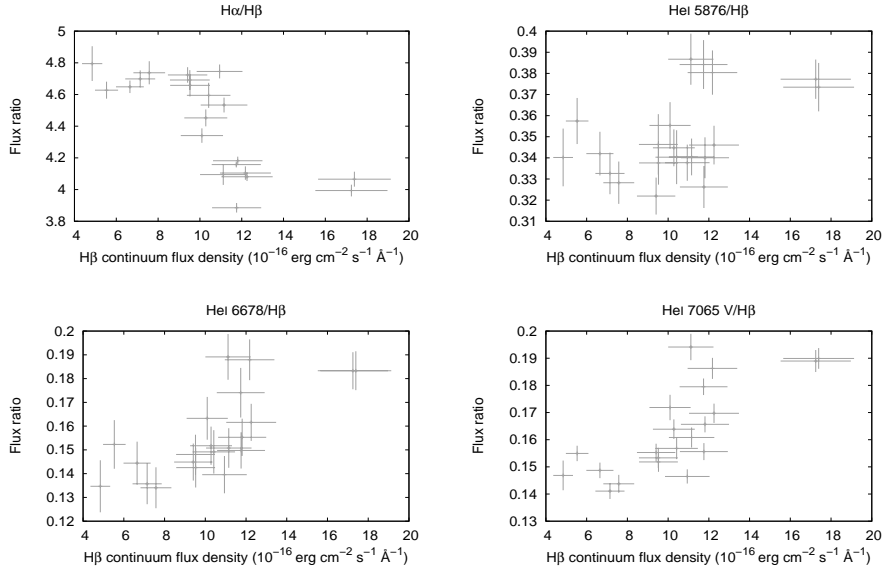 Hα/Hβ
Flux ratio
5
4.8
4.6
4.4
4.2
4
3.8
4 6 8 10 12 14 16 18 20
Hβ continuum flux density (10⁻¹⁶ erg cm⁻² s⁻¹ Å⁻¹)
HeI 5876/Hβ
Flux ratio
0.4
0.39
0.38
0.37
0.36
0.35
0.34
0.33
0.32
0.31
4 6 8 10 12 14 16 18 20
Hβ continuum flux density (10⁻¹⁶ erg cm⁻² s⁻¹ Å⁻¹)
HeI 6678/Hβ
Flux ratio
0.2
0.19
0.18
0.17
0.16
0.15
0.14
0.13
0.12
4 6 8 10 12 14 16 18 20
Hβ continuum flux density (10⁻¹⁶ erg cm⁻² s⁻¹ Å⁻¹)
HeI 7065 V/Hβ
Flux ratio
0.2
0.19
0.18
0.17
0.16
0.15
0.14
0.13
4 6 8 10 12 14 16 18 20
Hβ continuum flux density (10⁻¹⁶ erg cm⁻² s⁻¹ Å⁻¹)